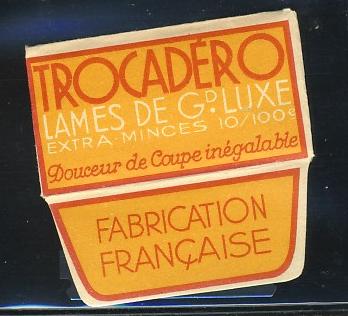 TROCADÉRO
LAMES DE GD LUXE
EXTRA-MINCES 10/100e
Douceur de Coupe inégalable
FABRICATION
FRANÇAISE